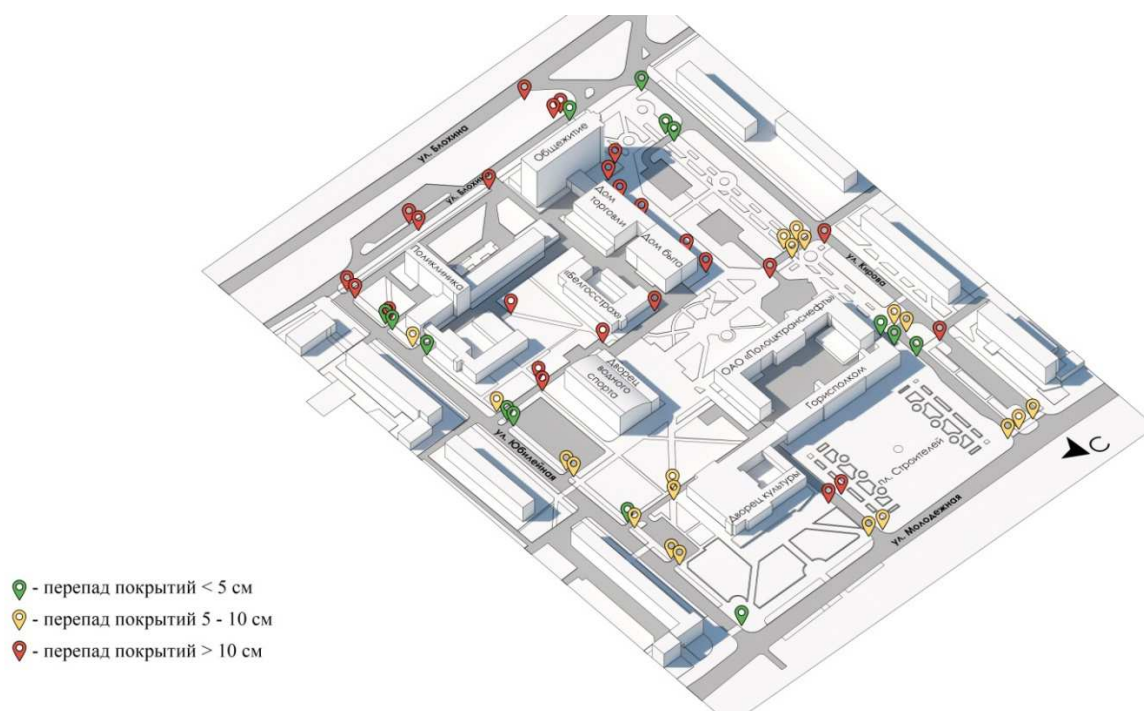 ул. Блохина
ул. Блохина
Общежитие
Дом
торговли
Дом быта
Поликлиника
«Белгосстрах»
ул. Кирова
ОАО «Полоцктранснефть»
Дворец
водного
спорта
Горисполком
ул. Юбилейная
пл. Строителей
Дворец культуры
ул. Молодежная
С
- перепад покрытий < 5 см
- перепад покрытий 5 - 10 см
- перепад покрытий > 10 см